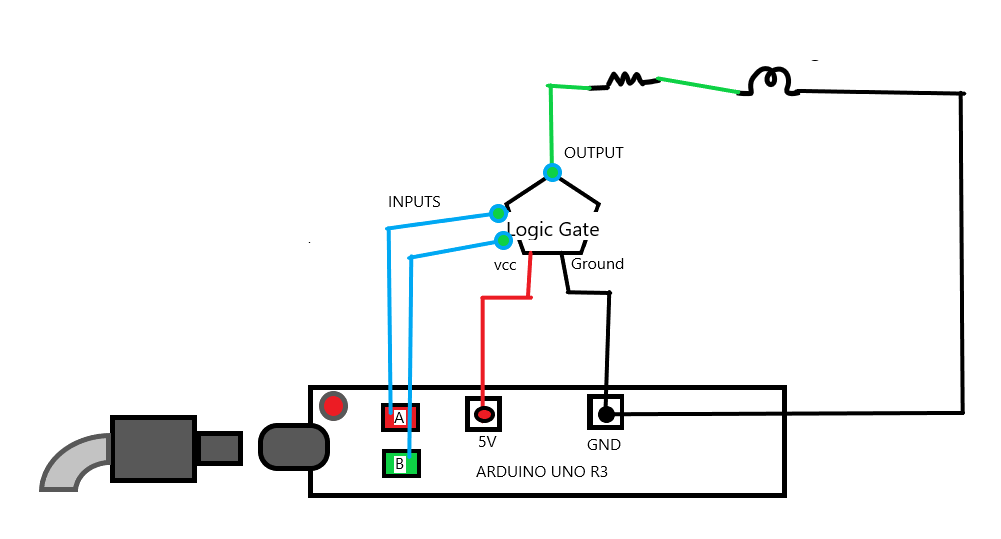 OUTPUT
INPUTS
Logic Gate
vcc
Ground
A
5V
GND
B
ARDUINO UNO R3